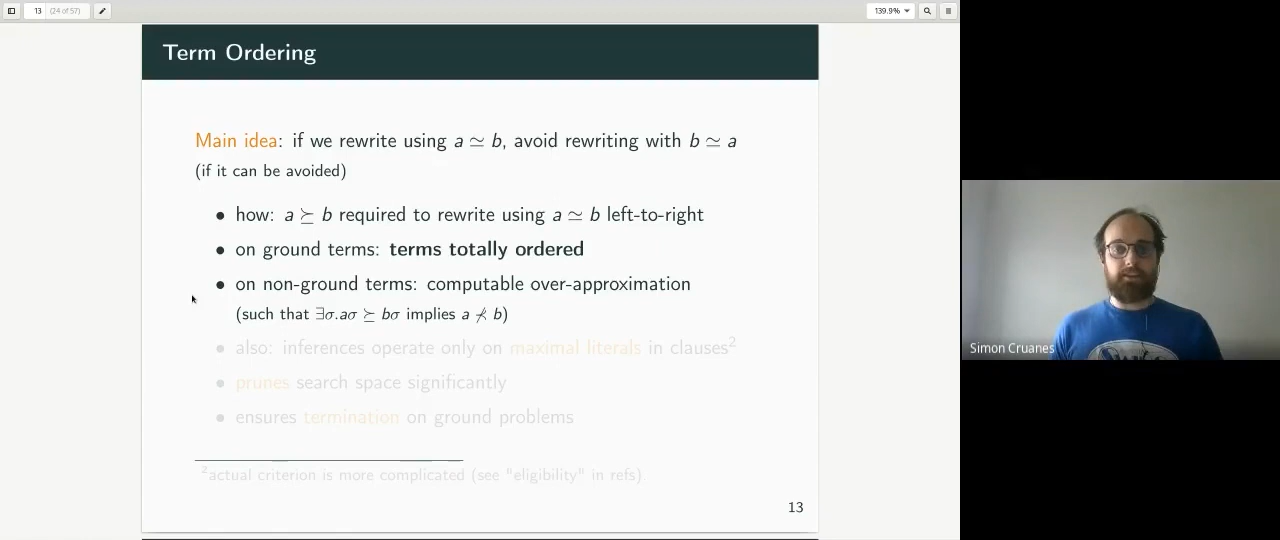 13 (24 of 57) 139.9%
Term Ordering
Main idea: if we rewrite using a ≃ b, avoid rewriting with b ≃ a
(if it can be avoided)
• how: a ⪰ b required to rewrite using a ≃ b left-to-right
• on ground terms: terms totally ordered
• on non-ground terms: computable over-approximation
(such that ∃σ.aσ ⪰ bσ implies a ⊀ b)
• also: inferences operate only on maximal literals in clauses²
• prunes search space significantly
• ensures termination on ground problems
²actual criterion is more complicated (see "eligibility" in refs)
13
Simon Cruanes